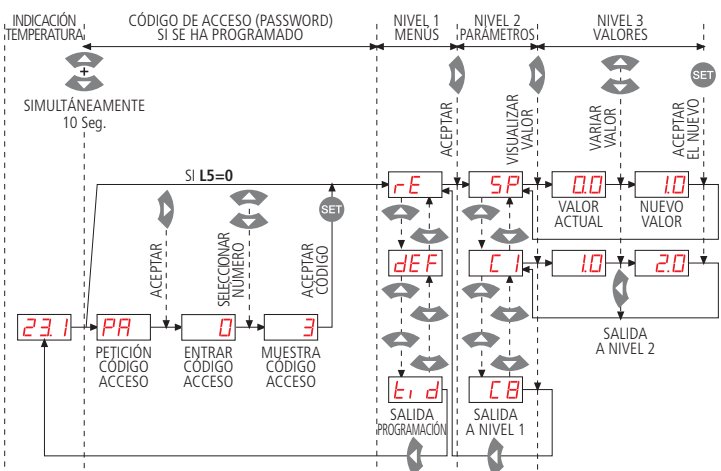 INDICACIÓN
TEMPERATURA
CÓDIGO DE ACCESO (PASSWORD)
SI SE HA PROGRAMADO
NIVEL 1
MENÚS
NIVEL 2
PARÁMETROS
NIVEL 3
VALORES
+
SIMULTÁNEAMENTE
10 Seg.
ACEPTAR
VISUALIZAR
VALOR
VARIAR
VALOR
SET
ACEPTAR
EL NUEVO
SI L5=0
rE
SP
0.0
1.0
VALOR
ACTUAL
NUEVO
VALOR
ACEPTAR
SELECCIONAR
NÚMERO
SET
ACEPTAR
CÓDIGO
dEF
C1
1.0
2.0
SALIDA
A NIVEL 2
23.1
PA
0
3
PETICIÓN
CÓDIGO
ACCESO
ENTRAR
CÓDIGO
ACCESO
MUESTRA
CÓDIGO
ACCESO
tid
C8
SALIDA
PROGRAMACIÓN
SALIDA
A NIVEL 1